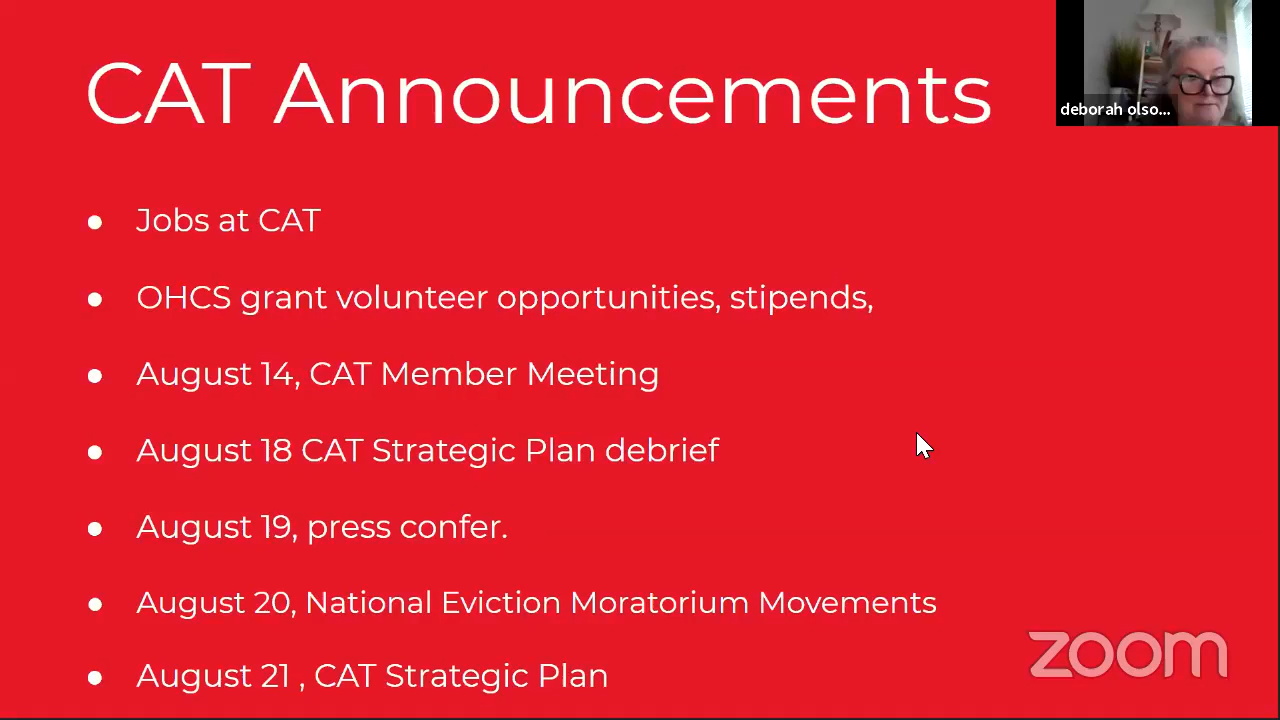 CAT Announcements
deborah olso...
● Jobs at CAT
● OHCS grant volunteer opportunities, stipends,
● August 14, CAT Member Meeting
● August 18 CAT Strategic Plan debrief
● August 19, press confer.
● August 20, National Eviction Moratorium Movements
● August 21 , CAT Strategic Plan
zoom